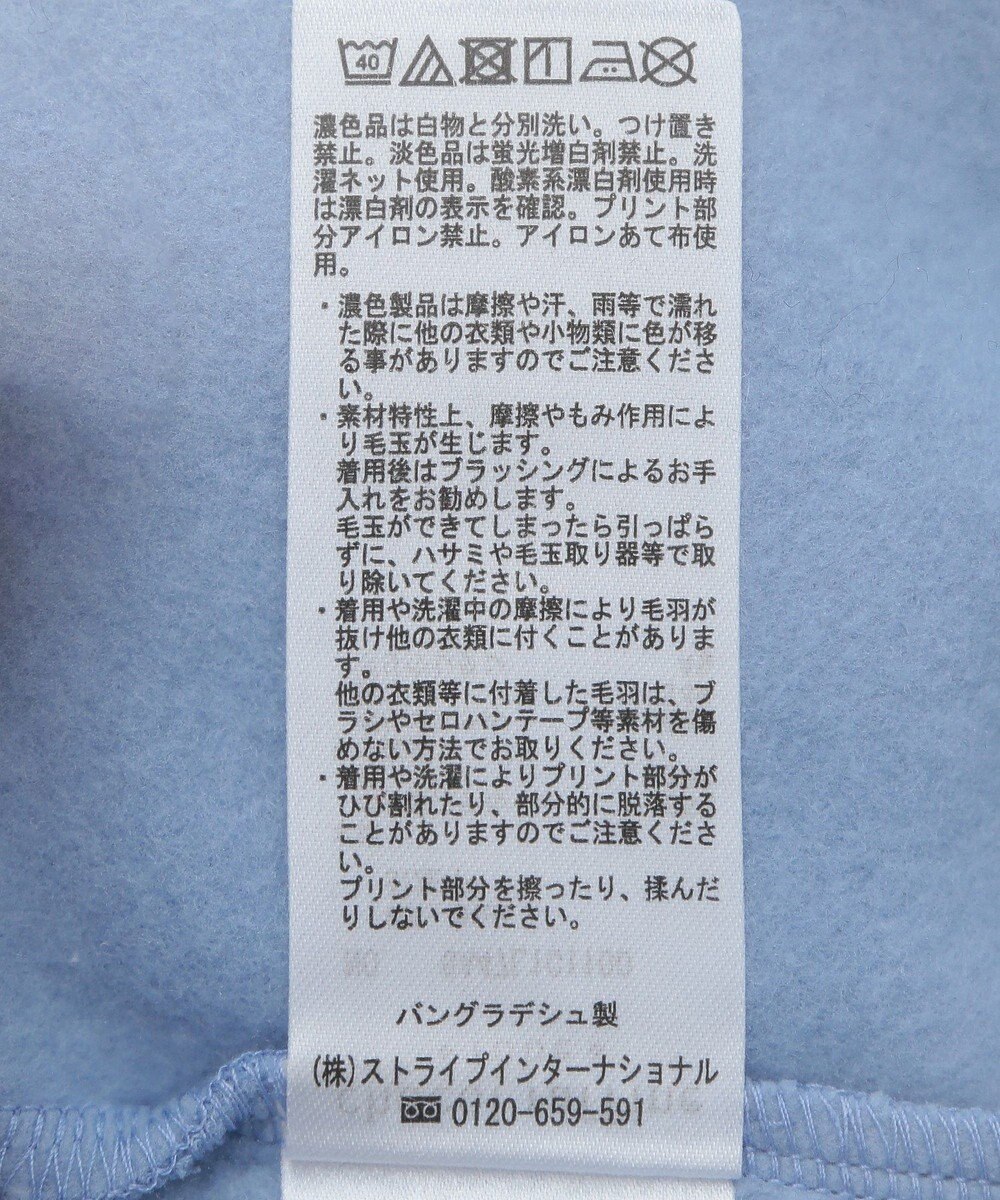 40
濃色品は白物と分別洗い。つけ置き
禁止。淡色品は蛍光増白剤禁止。洗
濯ネット使用。酸素系漂白剤使用時
は漂白剤の表示を確認。プリント部
分アイロン禁止。アイロンあて布使
用。
・濃色製品は摩擦や汗、雨等で濡れ
た際に他の衣類や小物類に色が移
る事がありますのでご注意くださ
い。
・素材特性上、摩擦やもみ作用によ
り毛玉が生じます。
着用後はブラッシングによるお手
入れをお勧めします。
毛玉ができてしまったら引っぱら
ずに、ハサミや毛玉取り器等で取
り除いてください。
・着用や洗濯中の摩擦により毛羽が
抜け他の衣類に付くことがありま
す。
他の衣類等に付着した毛羽は、ブ
ラシやセロハンテープ等素材を傷
めない方法でお取りください。
・着用や洗濯によりプリント部分が
ひび割れたり、部分的に脱落する
ことがありますのでご注意くださ
い。
プリント部分を擦ったり、揉んだ
りしないでください。
バングラデシュ製
(株)ストライプインターナショナル
0120-659-591